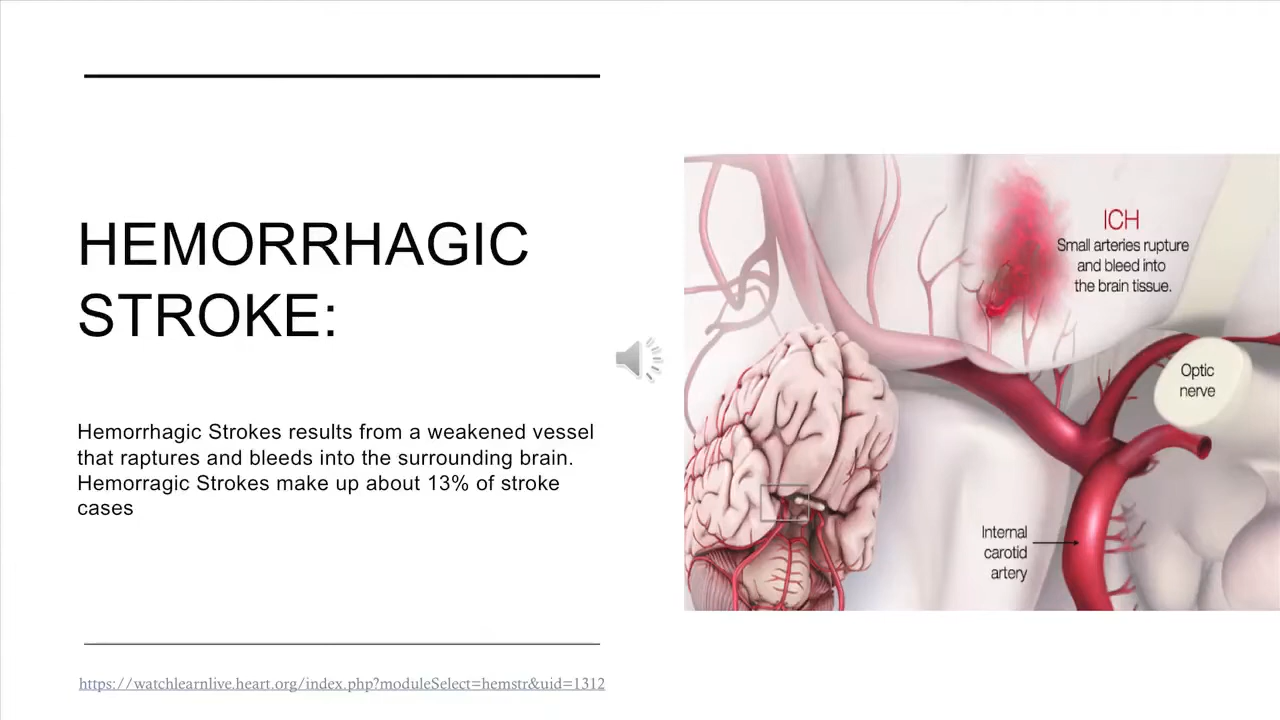 HEMORRHAGIC
STROKE:
Hemorrhagic Strokes results from a weakened vessel
that raptures and bleeds into the surrounding brain.
Hemorragic Strokes make up about 13% of stroke
cases
https://watchlearnlive.heart.org/index.php?moduleSelect=hemstr&uid=1312
ICH
Small arteries rupture
and bleed into
the brain tissue.
Optic
nerve
Internal
carotid
artery